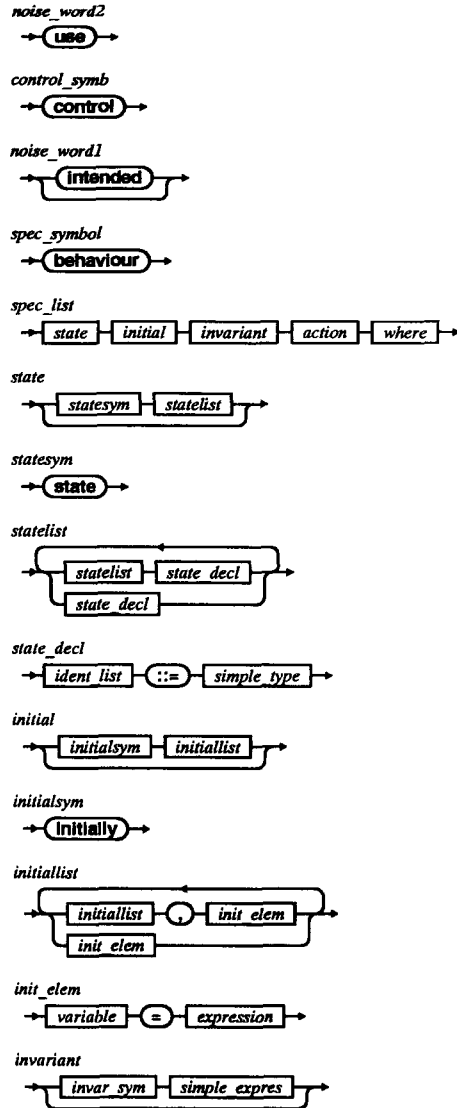 noise_word2
use
control_symb
control
noise_word1
intended
spec_symbol
behaviour
spec_list
state initial invariant action where
state
statesym statelist
statesym
state
statelist
statelist state_decl
state_decl
state_decl
ident_list ::= simple_type
initial
initialsym initiallist
initialsym
initially
initiallist
initiallist , init_elem
init_elem
init_elem
variable = expression
invariant
invar_sym simple_expres